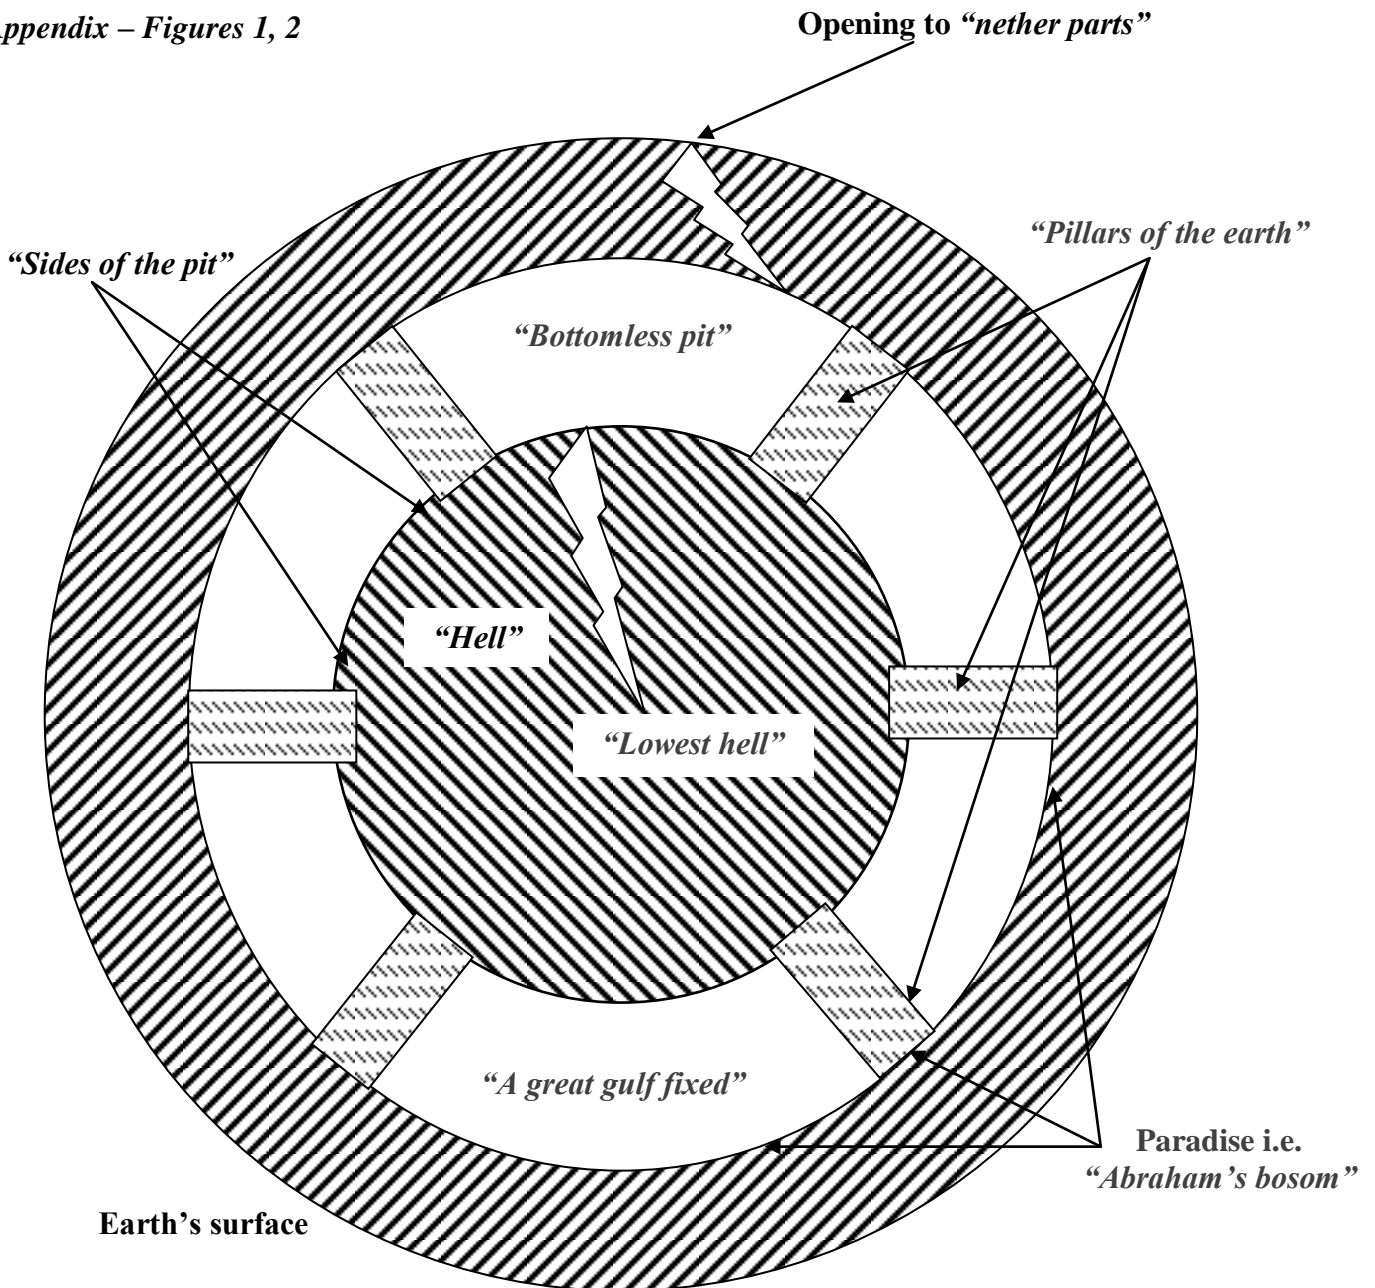 ppendix – Figures 1, 2
Opening to “nether parts”
“Pillars of the earth”
“Sides of the pit”
“Bottomless pit”
“Hell”
“Lowest hell”
“A great gulf fixed”
Paradise i.e.
“Abraham’s bosom”
Earth’s surface